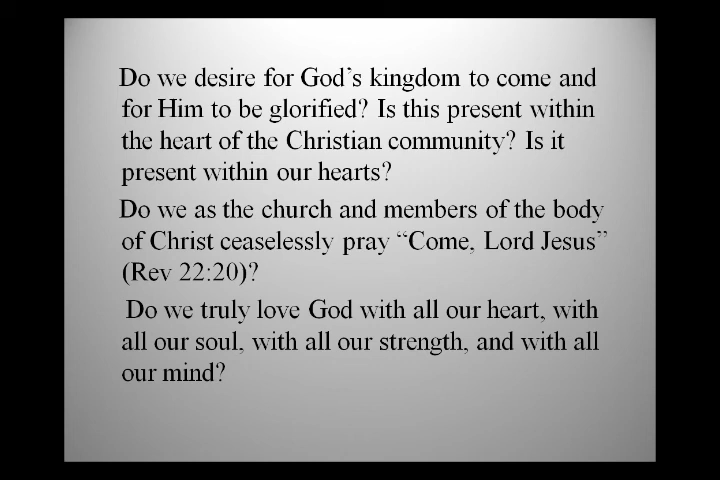 Do we desire for God’s kingdom to come and
for Him to be glorified? Is this present within
the heart of the Christian community? Is it
present within our hearts?
Do we as the church and members of the body
of Christ ceaselessly pray “Come, Lord Jesus”
(Rev 22:20)?
Do we truly love God with all our heart, with
all our soul, with all our strength, and with all
our mind?